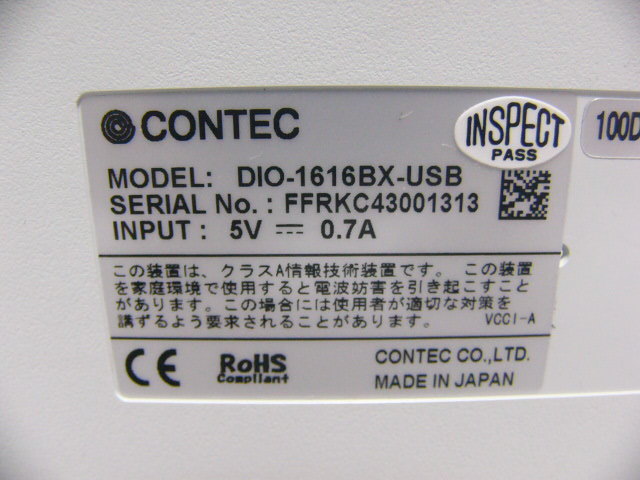 CONTEC
INSPECT
PASS
100D
MODEL: DIO-1616BX-USB
SERIAL No. : FFRKC43001313
INPUT : 5V ⎓ 0.7A
この装置は、クラスA情報技術装置です。 この装置
を家庭環境で使用すると電波妨害を引き起こすこと
があります。この場合には使用者が適切な対策を
講ずるよう要求されることがあります。 VCCI-A
CE RoHS
Compliant
CONTEC CO.,LTD.
MADE IN JAPAN